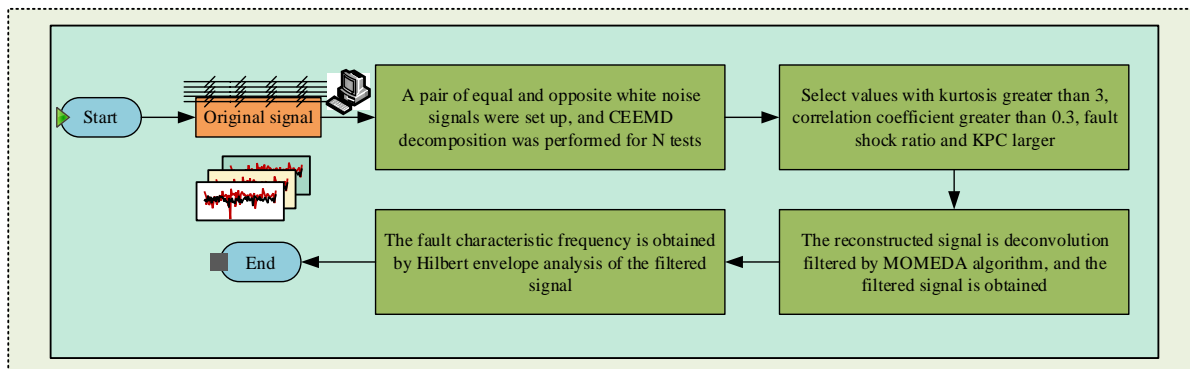 Start
Original signal
A pair of equal and opposite white noise
signals were set up, and CEEMD
decomposition was performed for N tests
Select values with kurtosis greater than 3,
correlation coefficient greater than 0.3, fault
shock ratio and KPC larger
The reconstructed signal is deconvolution
filtered by MOMEDA algorithm, and the
filtered signal is obtained
The fault characteristic frequency is obtained
by Hilbert envelope analysis of the filtered
signal
End